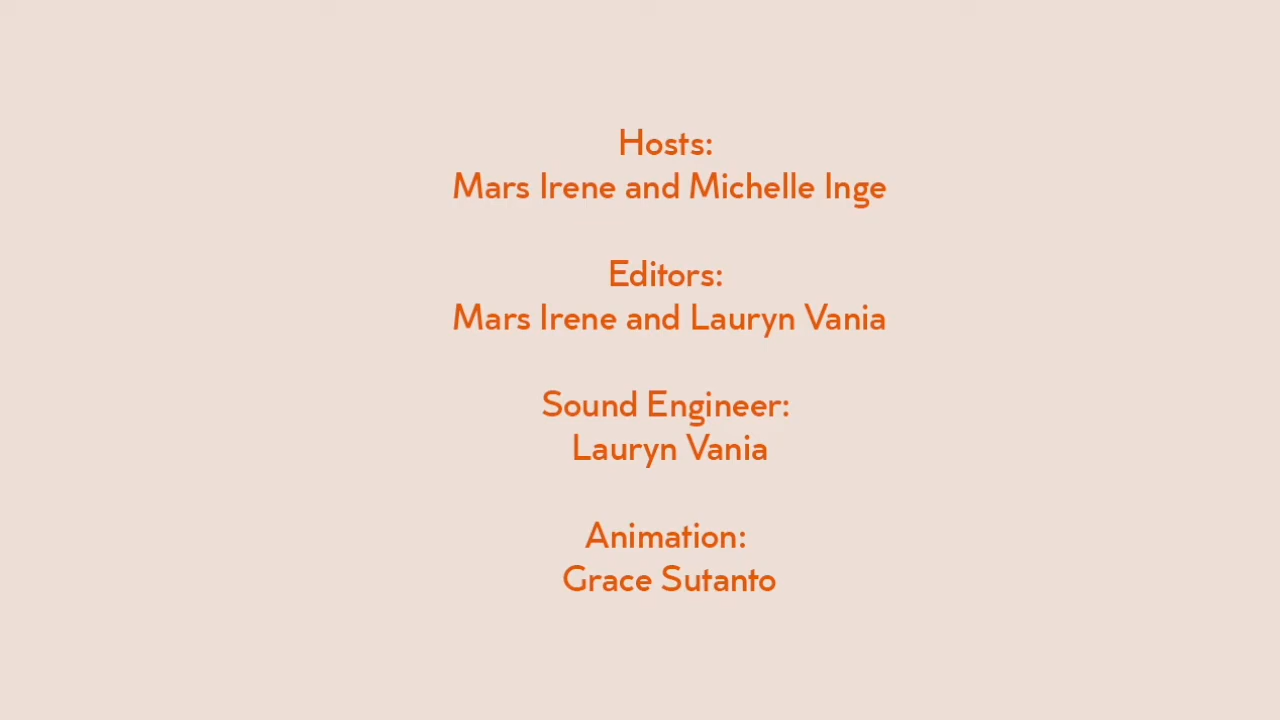 Hosts:
Mars Irene and Michelle Inge
Editors:
Mars Irene and Lauryn Vania
Sound Engineer:
Lauryn Vania
Animation:
Grace Sutanto